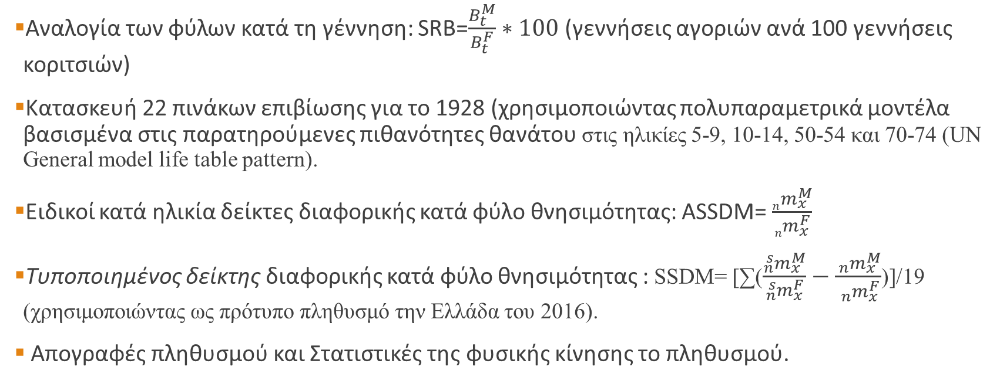 ▪Αναλογία των φύλων κατά τη γέννηση: SRB=$\frac{B_t^M}{B_t^F} * 100$ (γεννήσεις αγοριών ανά 100 γεννήσεις
κοριτσιών)
▪Κατασκευή 22 πινάκων επιβίωσης για το 1928 (χρησιμοποιώντας πολυπαραμετρικά μοντέλα
βασισμένα στις παρατηρούμενες πιθανότητες θανάτου στις ηλικίες 5-9, 10-14, 50-54 και 70-74 (UN
General model life table pattern).
▪Ειδικοί κατά ηλικία δείκτες διαφορικής κατά φύλο θνησιμότητας: ASSDM= $\frac{{}_n m_x^M}{{}_n m_x^F}$
▪Τυποποιημένος δείκτης διαφορικής κατά φύλο θνησιμότητας : SSDM= $[\sum(\frac{{}_n^s m_x^M}{{}_n^s m_x^F} - \frac{{}_n m_x^M}{{}_n m_x^F})]/19$
(χρησιμοποιώντας ως πρότυπο πληθυσμό την Ελλάδα του 2016).
▪ Απογραφές πληθυσμού και Στατιστικές της φυσικής κίνησης το πληθυσμού.